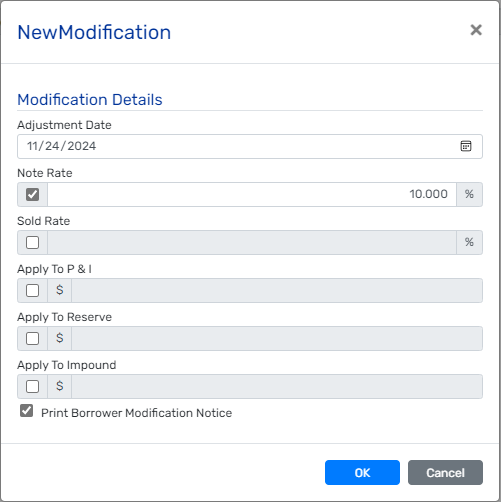 NewModification
×
Modification Details
Adjustment Date
11/24/2024
Note Rate
10.000 %
Sold Rate
%
Apply To P & I
$
Apply To Reserve
$
Apply To Impound
$
Print Borrower Modification Notice
OK Cancel